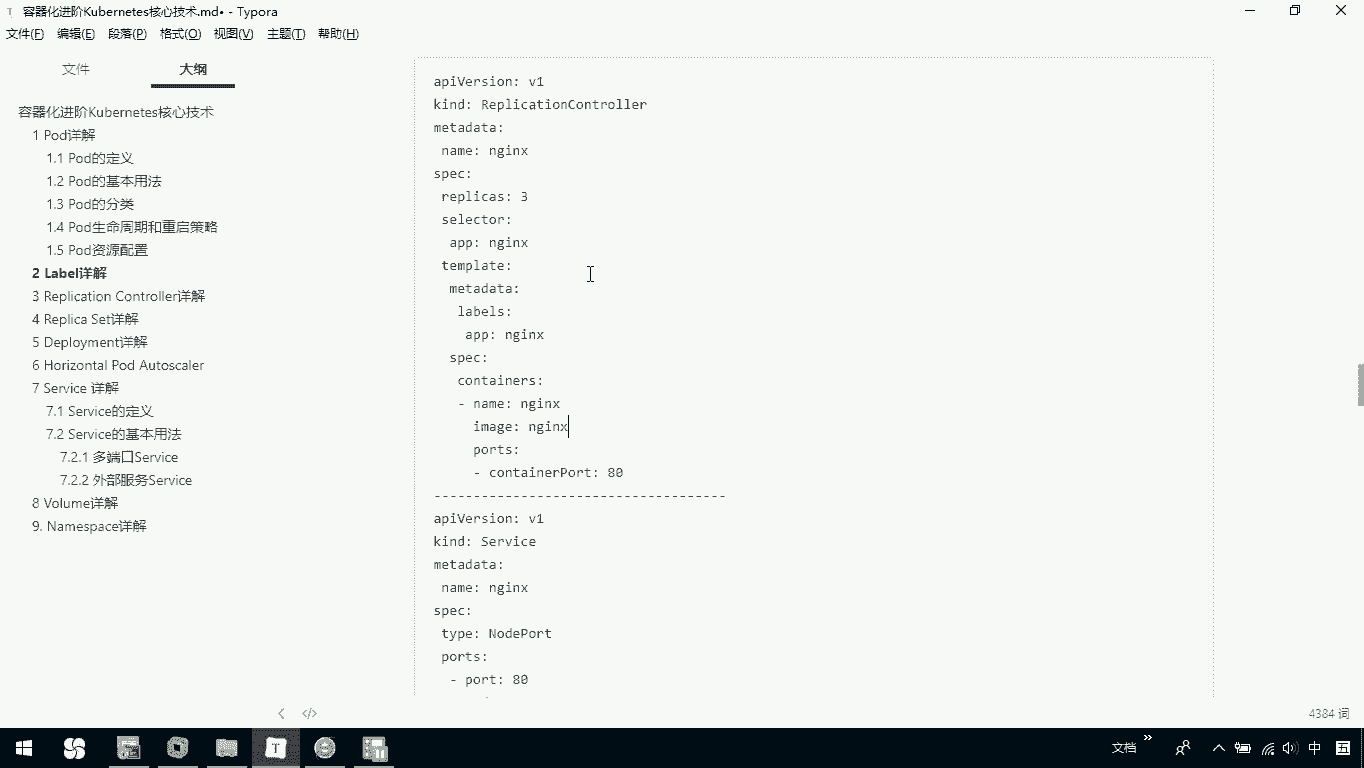 容器化进阶Kubernetes核心技术.md• - Typora
文件(F) 编辑(E) 段落(P) 格式(O) 视图(V) 主题(T) 帮助(H)
文件 大纲
容器化进阶Kubernetes核心技术
1 Pod详解
1.1 Pod的定义
1.2 Pod的基本用法
1.3 Pod的分类
1.4 Pod生命周期和重启策略
1.5 Pod资源配置
2 Label详解
3 Replication Controller详解
4 Replica Set详解
5 Deployment详解
6 Horizontal Pod Autoscaler
7 Service 详解
7.1 Service的定义
7.2 Service的基本用法
7.2.1 多端口Service
7.2.2 外部服务Service
8 Volume详解
9. Namespace详解
apiVersion: v1
kind: ReplicationController
metadata:
name: nginx
spec:
replicas: 3
selector:
app: nginx
template:
metadata:
labels:
app: nginx
spec:
containers:
- name: nginx
image: nginx
ports:
- containerPort: 80
-------------------------------------
apiVersion: v1
kind: Service
metadata:
name: nginx
spec:
type: NodePort
ports:
- port: 80
4384 词
文档 中 五